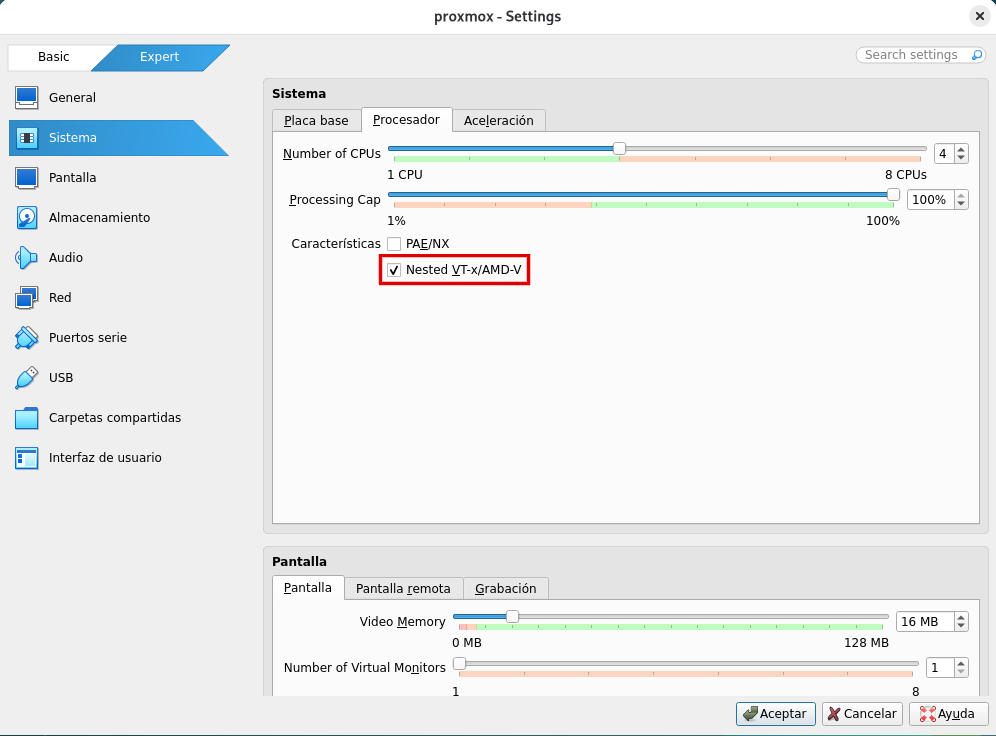 proxmox - Settings
Basic
Expert
Search settings
General
Sistema
Pantalla
Almacenamiento
Audio
Red
Puertos serie
USB
Carpetas compartidas
Interfaz de usuario
Sistema
Placa base
Procesador
Aceleración
Number of CPUs
4
1 CPU
8 CPUs
Processing Cap
100%
1%
100%
Características
PAE/NX
Nested VT-x/AMD-V
Pantalla
Pantalla
Pantalla remota
Grabación
Video Memory
16 MB
0 MB
128 MB
Number of Virtual Monitors
1
1
8
Aceptar
Cancelar
Ayuda